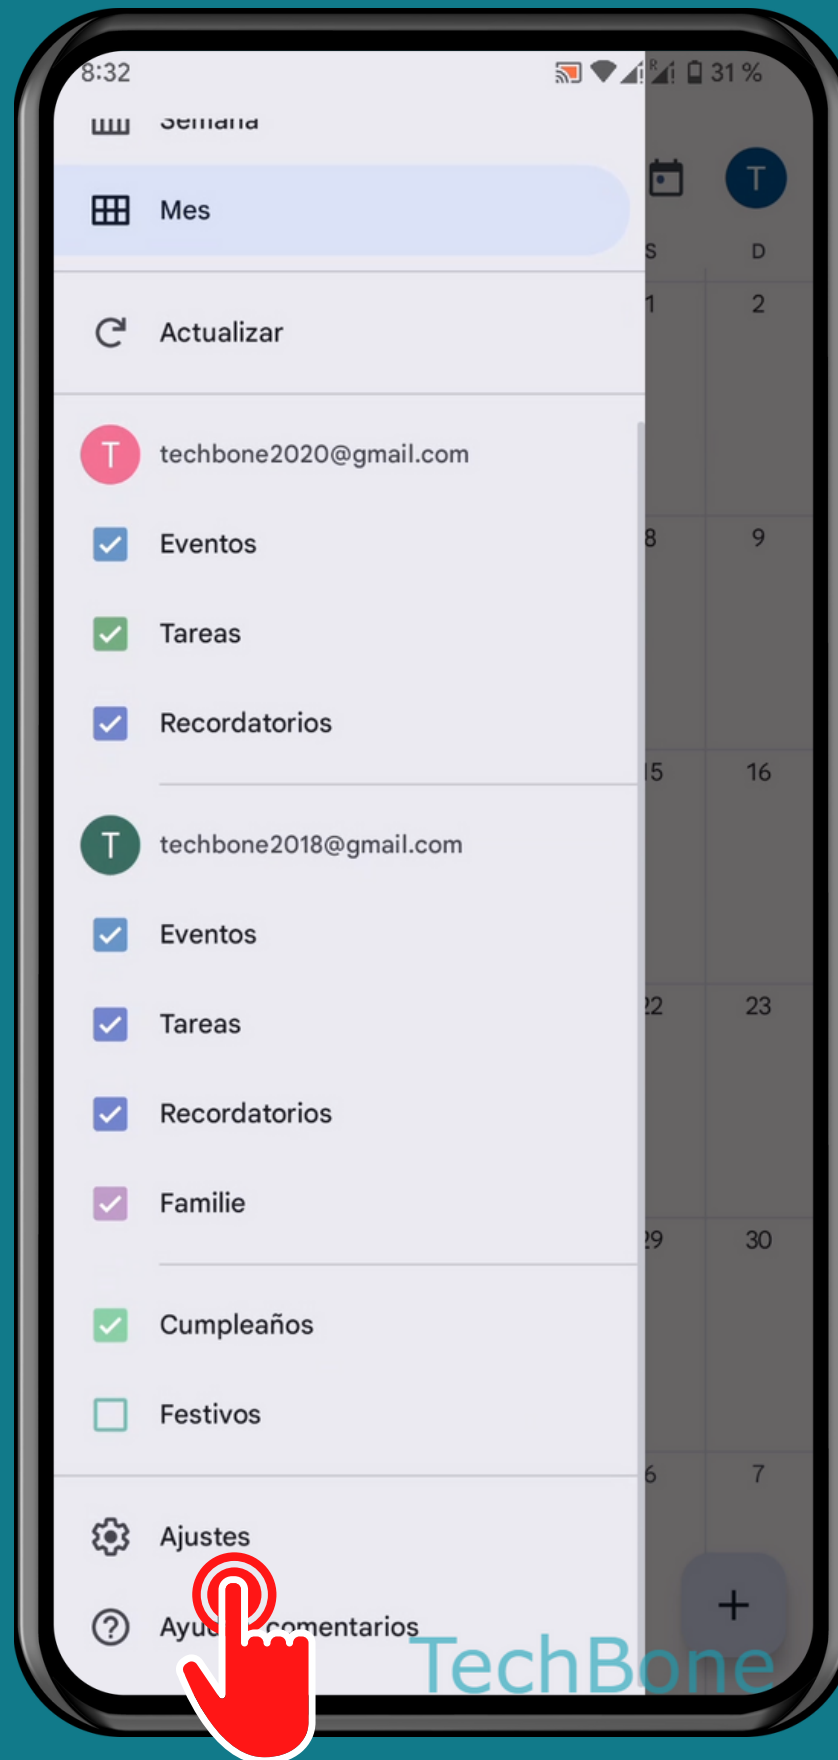 8:32 R 31 %
Semana
Mes
T
S D
1 2
Actualizar
T techbone2020@gmail.com
Eventos
8 9
Tareas
Recordatorios
15 16
T techbone2018@gmail.com
Eventos
22 23
Tareas
Recordatorios
Familie
29 30
Cumpleaños
Festivos
6 7
Ajustes
comentarios
TechBone